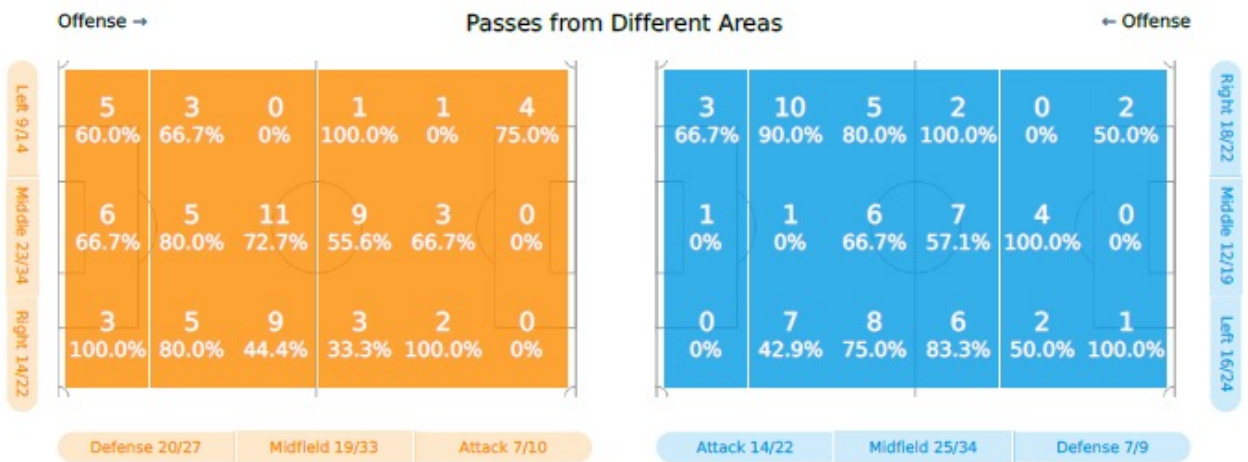 Offense →
Passes from Different Areas
← Offense
Left 9/14
Middle 23/34
Right 14/22
5 3 0 1 1 4
60.0% 66.7% 0% 100.0% 0% 75.0%
6 5 11 9 3 0
66.7% 80.0% 72.7% 55.6% 66.7% 0%
3 5 9 3 2 0
100.0% 80.0% 44.4% 33.3% 100.0% 0%
Defense 20/27 Midfield 19/33 Attack 7/10
3 10 5 2 0 2
66.7% 90.0% 80.0% 100.0% 0% 50.0%
1 1 6 7 4 0
0% 0% 66.7% 57.1% 100.0% 0%
0 7 8 6 2 1
0% 42.9% 75.0% 83.3% 50.0% 100.0%
Right 18/22
Middle 12/19
Left 16/24
Attack 14/22 Midfield 25/34 Defense 7/9